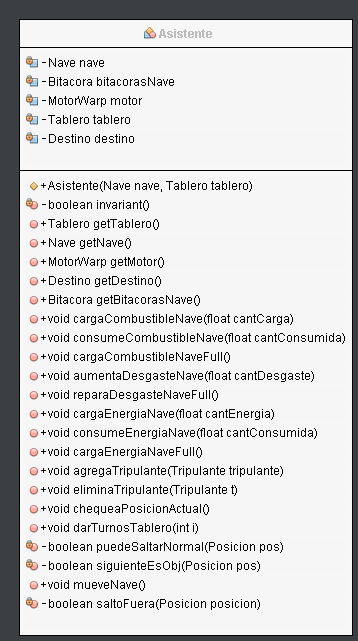 Asistente
-Nave nave
-Bitacora bitacorasNave
-MotorWarp motor
-Tablero tablero
-Destino destino
+Asistente(Nave nave, Tablero tablero)
-boolean invariant()
+Tablero getTablero()
+Nave getNave()
+MotorWarp getMotor()
+Destino getDestino()
+Bitacora getBitacorasNave()
+void cargaCombustibleNave(float cantCarga)
+void consumeCombustibleNave(float cantConsumida)
+void cargaCombustibleNaveFull()
+void aumentaDesgasteNave(float cantDesgaste)
+void reparaDesgasteNaveFull()
+void cargaEnergiaNave(float cantEnergia)
+void consumeEnergiaNave(float cantConsumida)
+void cargaEnergiaNaveFull()
+void agregaTripulante(Tripulante tripulante)
+void eliminaTripulante(Tripulante t)
+void chequeaPosicionActual()
+void darTurnosTablero(int i)
-boolean puedeSaltarNormal(Posicion pos)
-boolean siguienteEsObj(Posicion pos)
+void mueveNave()
-boolean saltoFuera(Posicion posicion)